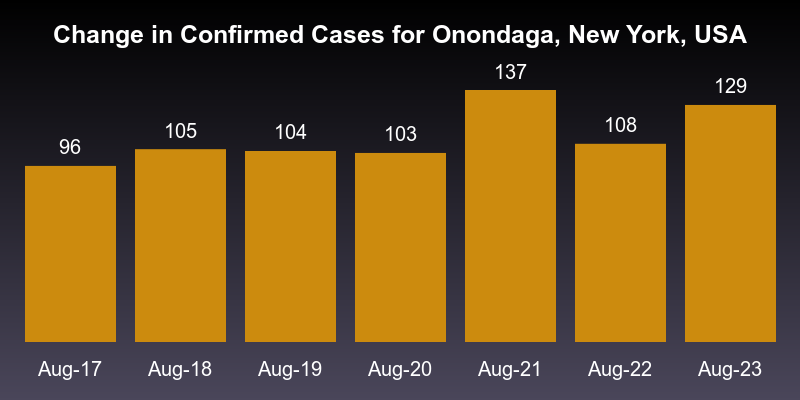 Change in Confirmed Cases for Onondaga, New York, USA
96
105
104
103
137
108
129
Aug-17
Aug-18
Aug-19
Aug-20
Aug-21
Aug-22
Aug-23